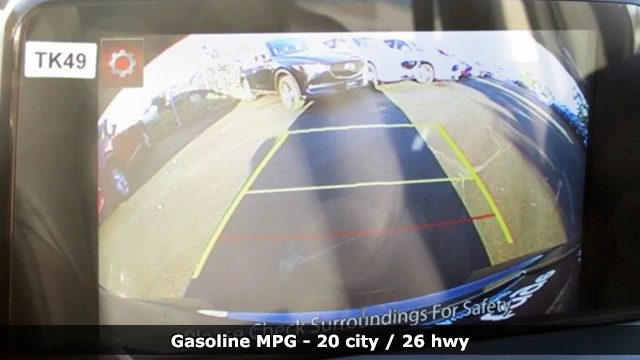 TK49
Check Surroundings For Safety
Gasoline MPG - 20 city / 26 hwy